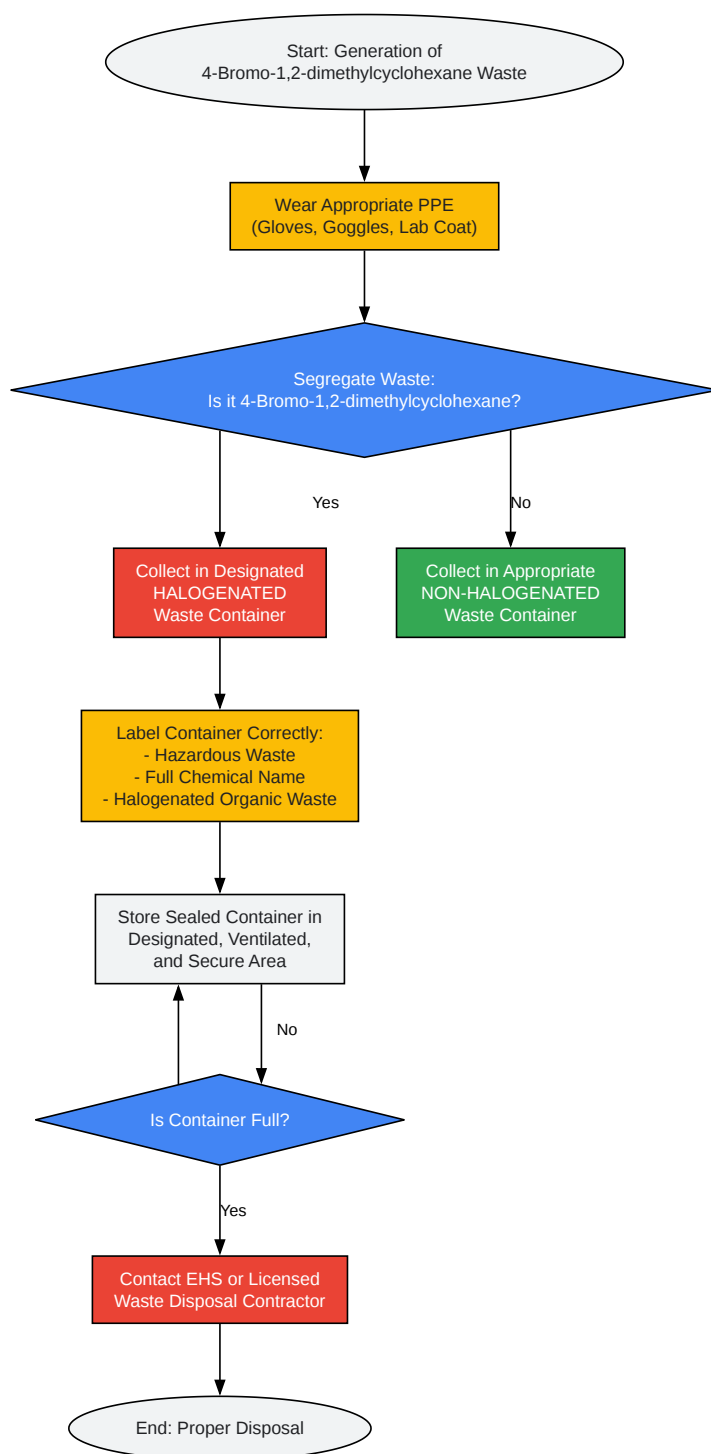 Start: Generation of
4-Bromo-1,2-dimethylcyclohexane Waste
Wear Appropriate PPE
(Gloves, Goggles, Lab Coat)
Segregate Waste:
Is it 4-Bromo-1,2-dimethylcyclohexane?
Yes
No
Collect in Designated
HALOGENATED
Waste Container
Collect in Appropriate
NON-HALOGENATED
Waste Container
Label Container Correctly:
- Hazardous Waste
- Full Chemical Name
- Halogenated Organic Waste
Store Sealed Container in
Designated, Ventilated,
and Secure Area
No
Is Container Full?
Yes
Contact EHS or Licensed
Waste Disposal Contractor
End: Proper Disposal